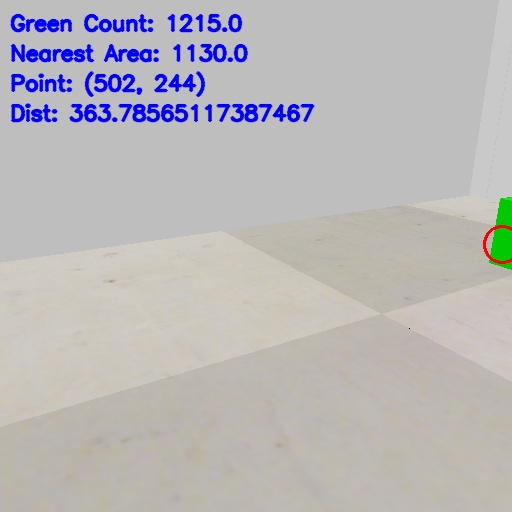 Green Count: 1215.0
Nearest Area: 1130.0
Point: (502, 244)
Dist: 363.78565117387467